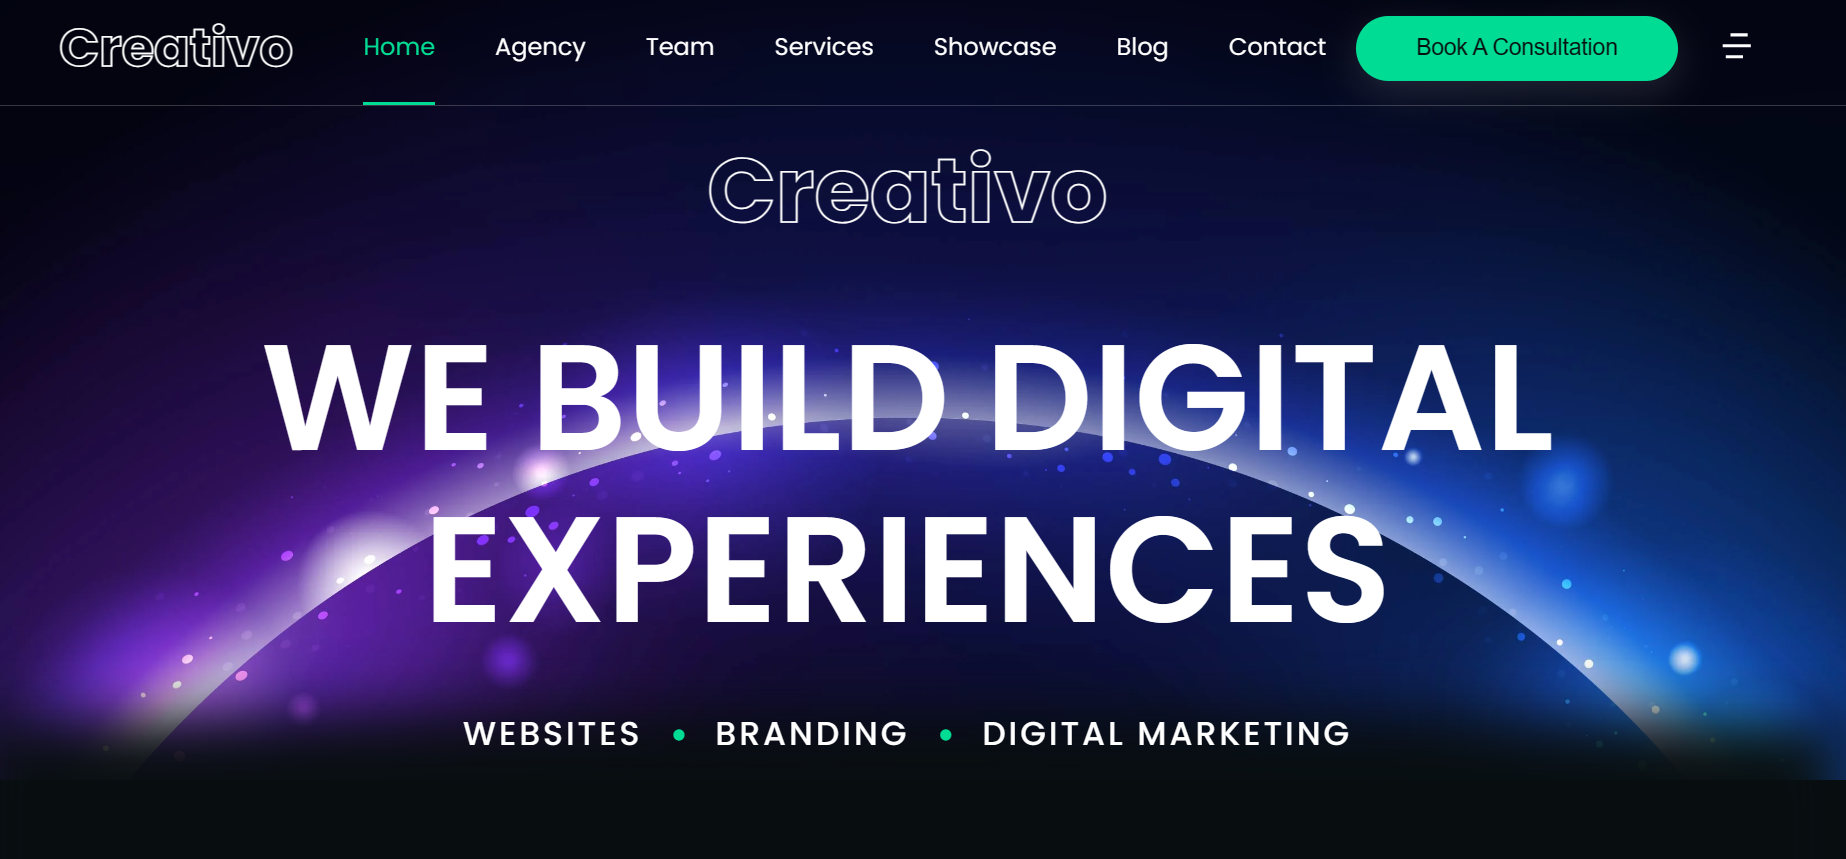 Creativo
Home Agency Team Services Showcase Blog Contact Book A Consultation
Creativo
WE BUILD DIGITAL
EXPERIENCES
WEBSITES • BRANDING • DIGITAL MARKETING